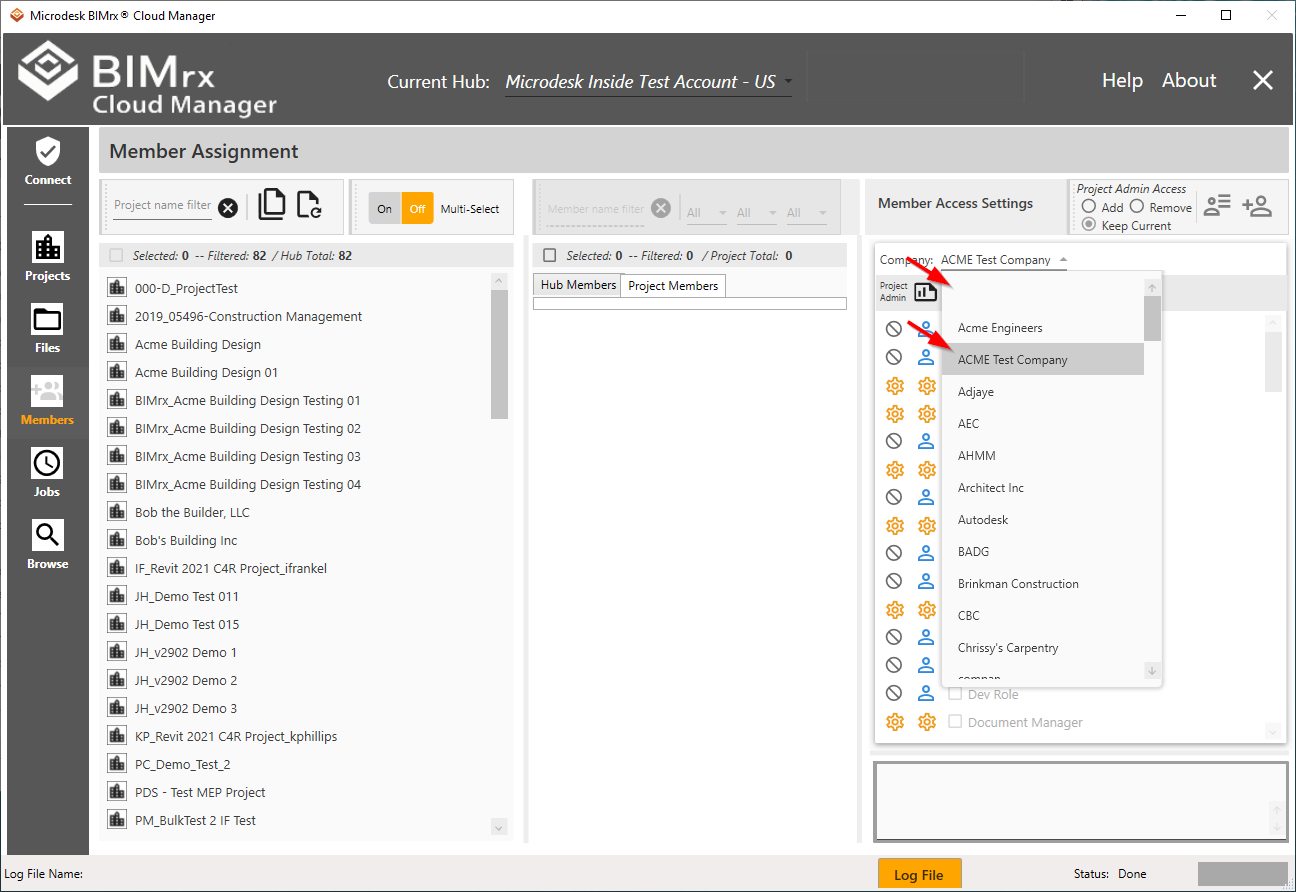 Microdesk BIMrx® Cloud Manager
BIMrx
Cloud Manager
Current Hub: Microdesk Inside Test Account - US
Help About
Connect
Projects
Files
Members
Jobs
Browse
Member Assignment
Project name filter
On Off Multi-Select
Selected: 0 -- Filtered: 82 / Hub Total: 82
000-D_ProjectTest
2019_05496-Construction Management
Acme Building Design
Acme Building Design 01
BIMrx_Acme Building Design Testing 01
BIMrx_Acme Building Design Testing 02
BIMrx_Acme Building Design Testing 03
BIMrx_Acme Building Design Testing 04
Bob the Builder, LLC
Bob's Building Inc
IF_Revit 2021 C4R Project_ifrankel
JH_Demo Test 011
JH_Demo Test 015
JH_v2902 Demo 1
JH_v2902 Demo 2
JH_v2902 Demo 3
KP_Revit 2021 C4R Project_kphillips
PC_Demo_Test_2
PDS - Test MEP Project
PM_BulkTest 2 IF Test
Member name filter
All All All
Selected: 0 -- Filtered: 0 / Project Total: 0
Hub Members Project Members
Member Access Settings
Project Admin Access
Add Remove
Keep Current
Company: ACME Test Company
Project
Admin
Acme Engineers
ACME Test Company
Adjaye
AEC
AHMM
Architect Inc
Autodesk
BADG
Brinkman Construction
CBC
Chrissy's Carpentry
Dev Role
Document Manager
Log File Name:
Log File
Status: Done